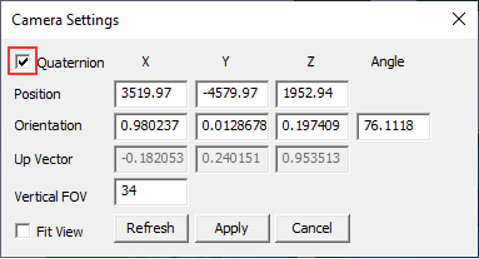 Camera Settings
Quaternion X Y Z Angle
Position 3519.97 -4579.97 1952.94
Orientation 0.980237 0.0128678 0.197409 76.1118
Up Vector -0.182053 0.240151 0.953513
Vertical FOV 34
Fit View Refresh Apply Cancel